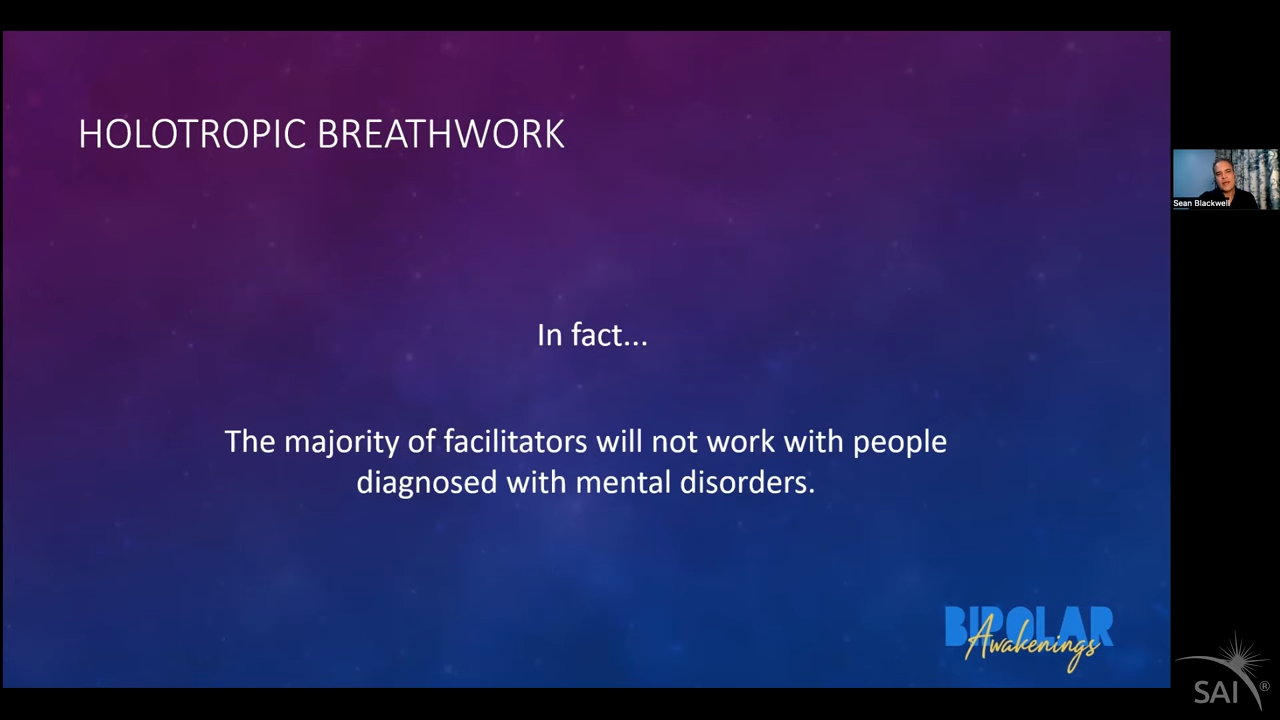 HOLOTROPIC BREATHWORK
In fact...
The majority of facilitators will not work with people
diagnosed with mental disorders.
BIPOLAR
Awakenings
Sean Blackwell
SAI®